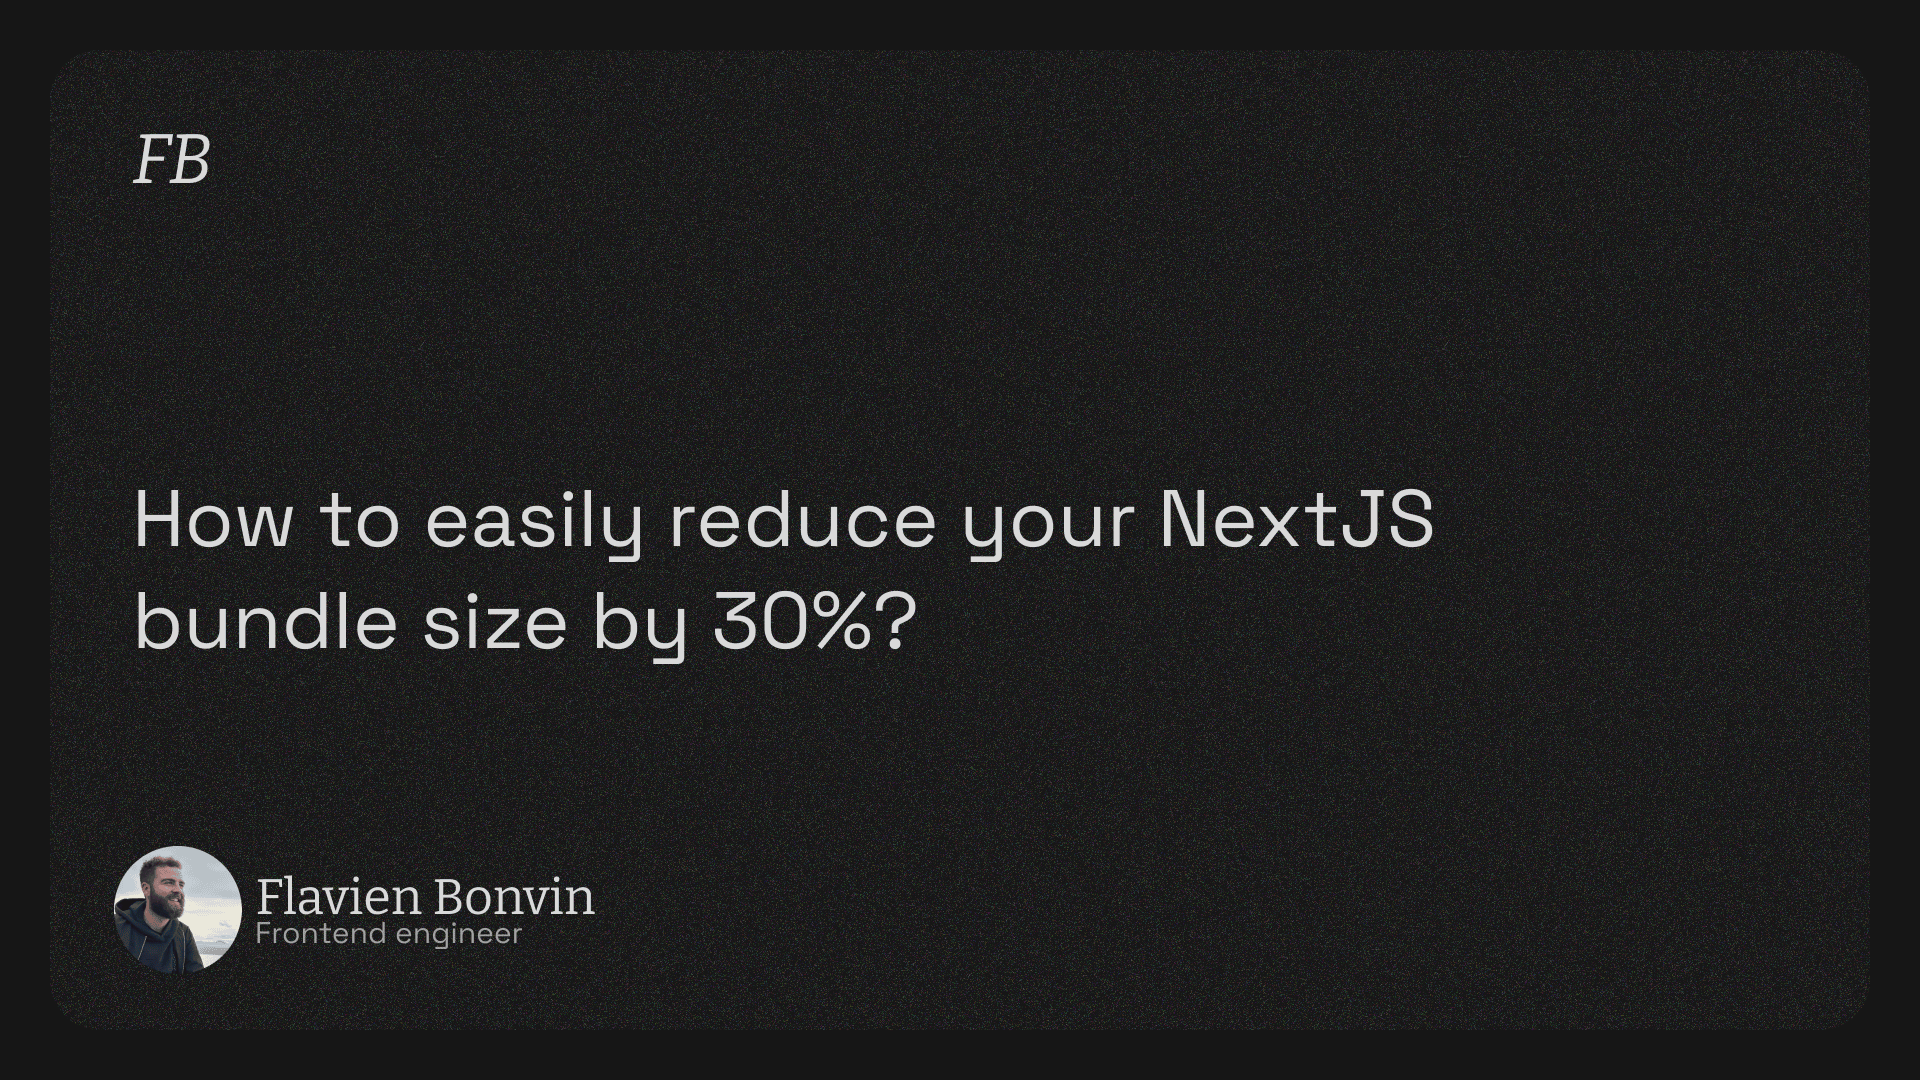 FB
How to easily reduce your NextJS
bundle size by 30%?
Flavien Bonvin
Frontend engineer